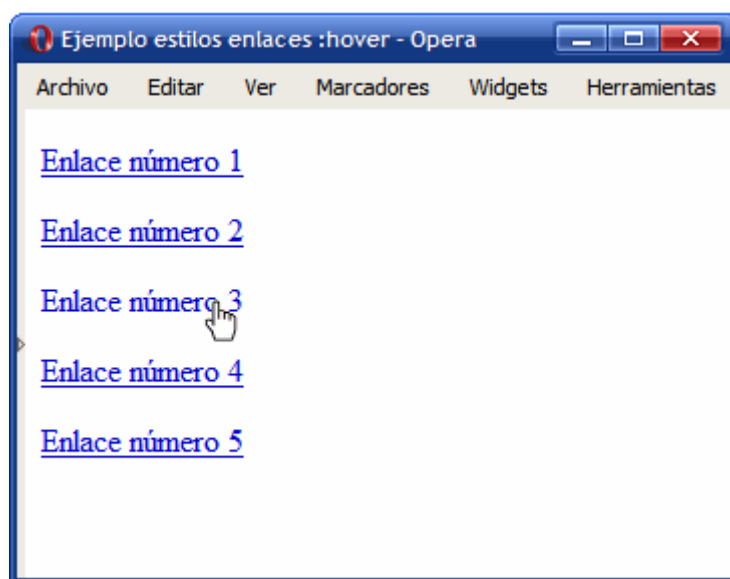 Ejemplo estilos enlaces :hover - Opera
Archivo Editar Ver Marcadores Widgets Herramientas
Enlace número 1
Enlace número 2
Enlace número 3
Enlace número 4
Enlace número 5